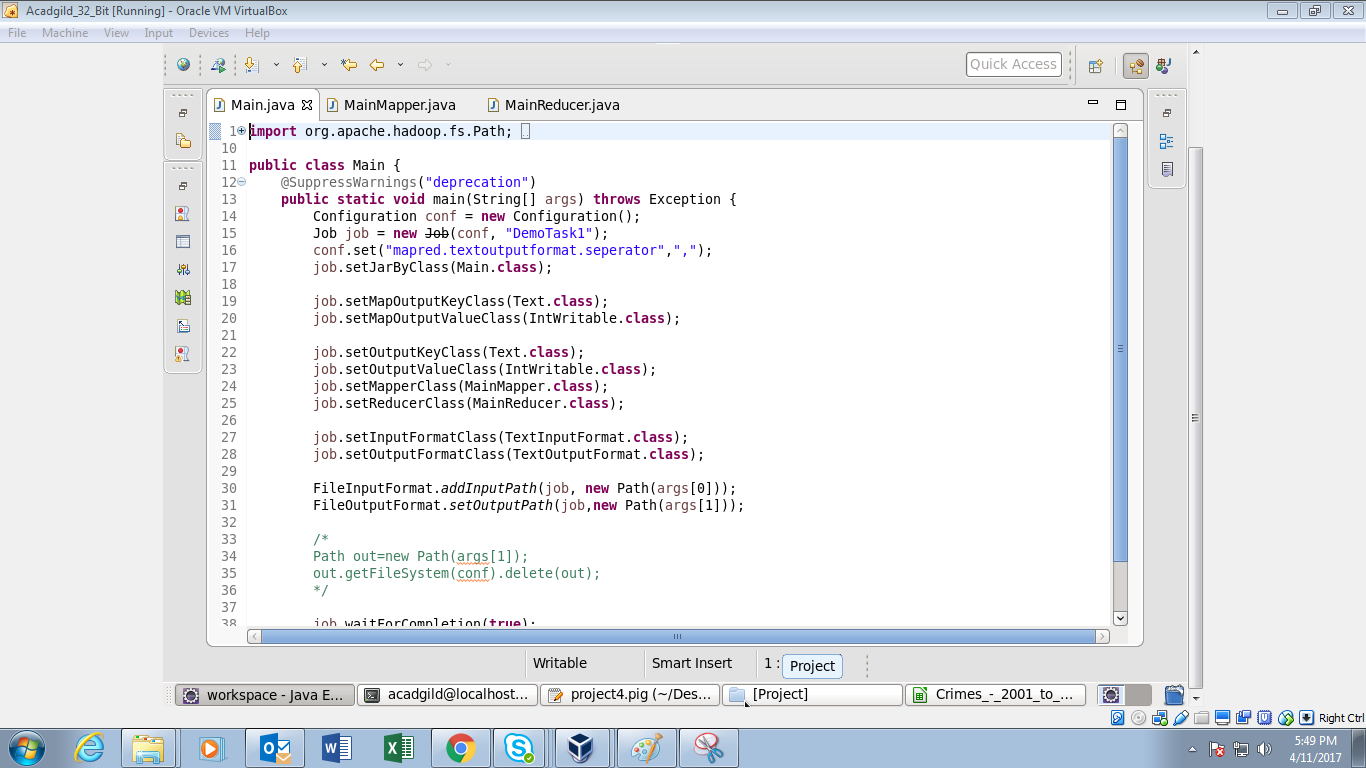 Acadgild_32_Bit [Running] - Oracle VM VirtualBox
File Machine View Input Devices Help
Quick Access
Main.java MainMapper.java MainReducer.java
1 import org.apache.hadoop.fs.Path;
10
11 public class Main {
12 @SuppressWarnings("deprecation")
13 public static void main(String[] args) throws Exception {
14 Configuration conf = new Configuration();
15 Job job = new Job(conf, "DemoTask1");
16 conf.set("mapred.textoutputformat.seperator",",");
17 job.setJarByClass(Main.class);
18
19 job.setMapOutputKeyClass(Text.class);
20 job.setMapOutputValueClass(IntWritable.class);
21
22 job.setOutputKeyClass(Text.class);
23 job.setOutputValueClass(IntWritable.class);
24 job.setMapperClass(MainMapper.class);
25 job.setReducerClass(MainReducer.class);
26
27 job.setInputFormatClass(TextInputFormat.class);
28 job.setOutputFormatClass(TextOutputFormat.class);
29
30 FileInputFormat.addInputPath(job, new Path(args[0]));
31 FileOutputFormat.setOutputPath(job,new Path(args[1]));
32
33 /*
34 Path out=new Path(args[1]);
35 out.getFileSystem(conf).delete(out);
36 */
37
38 job.waitForCompletion(true);
Writable Smart Insert 1 : Project
workspace - Java E... acadgild@localhost... project4.pig (~/Des... [Project] Crimes_-_2001_to_...
Right Ctrl
5:49 PM
4/11/2017